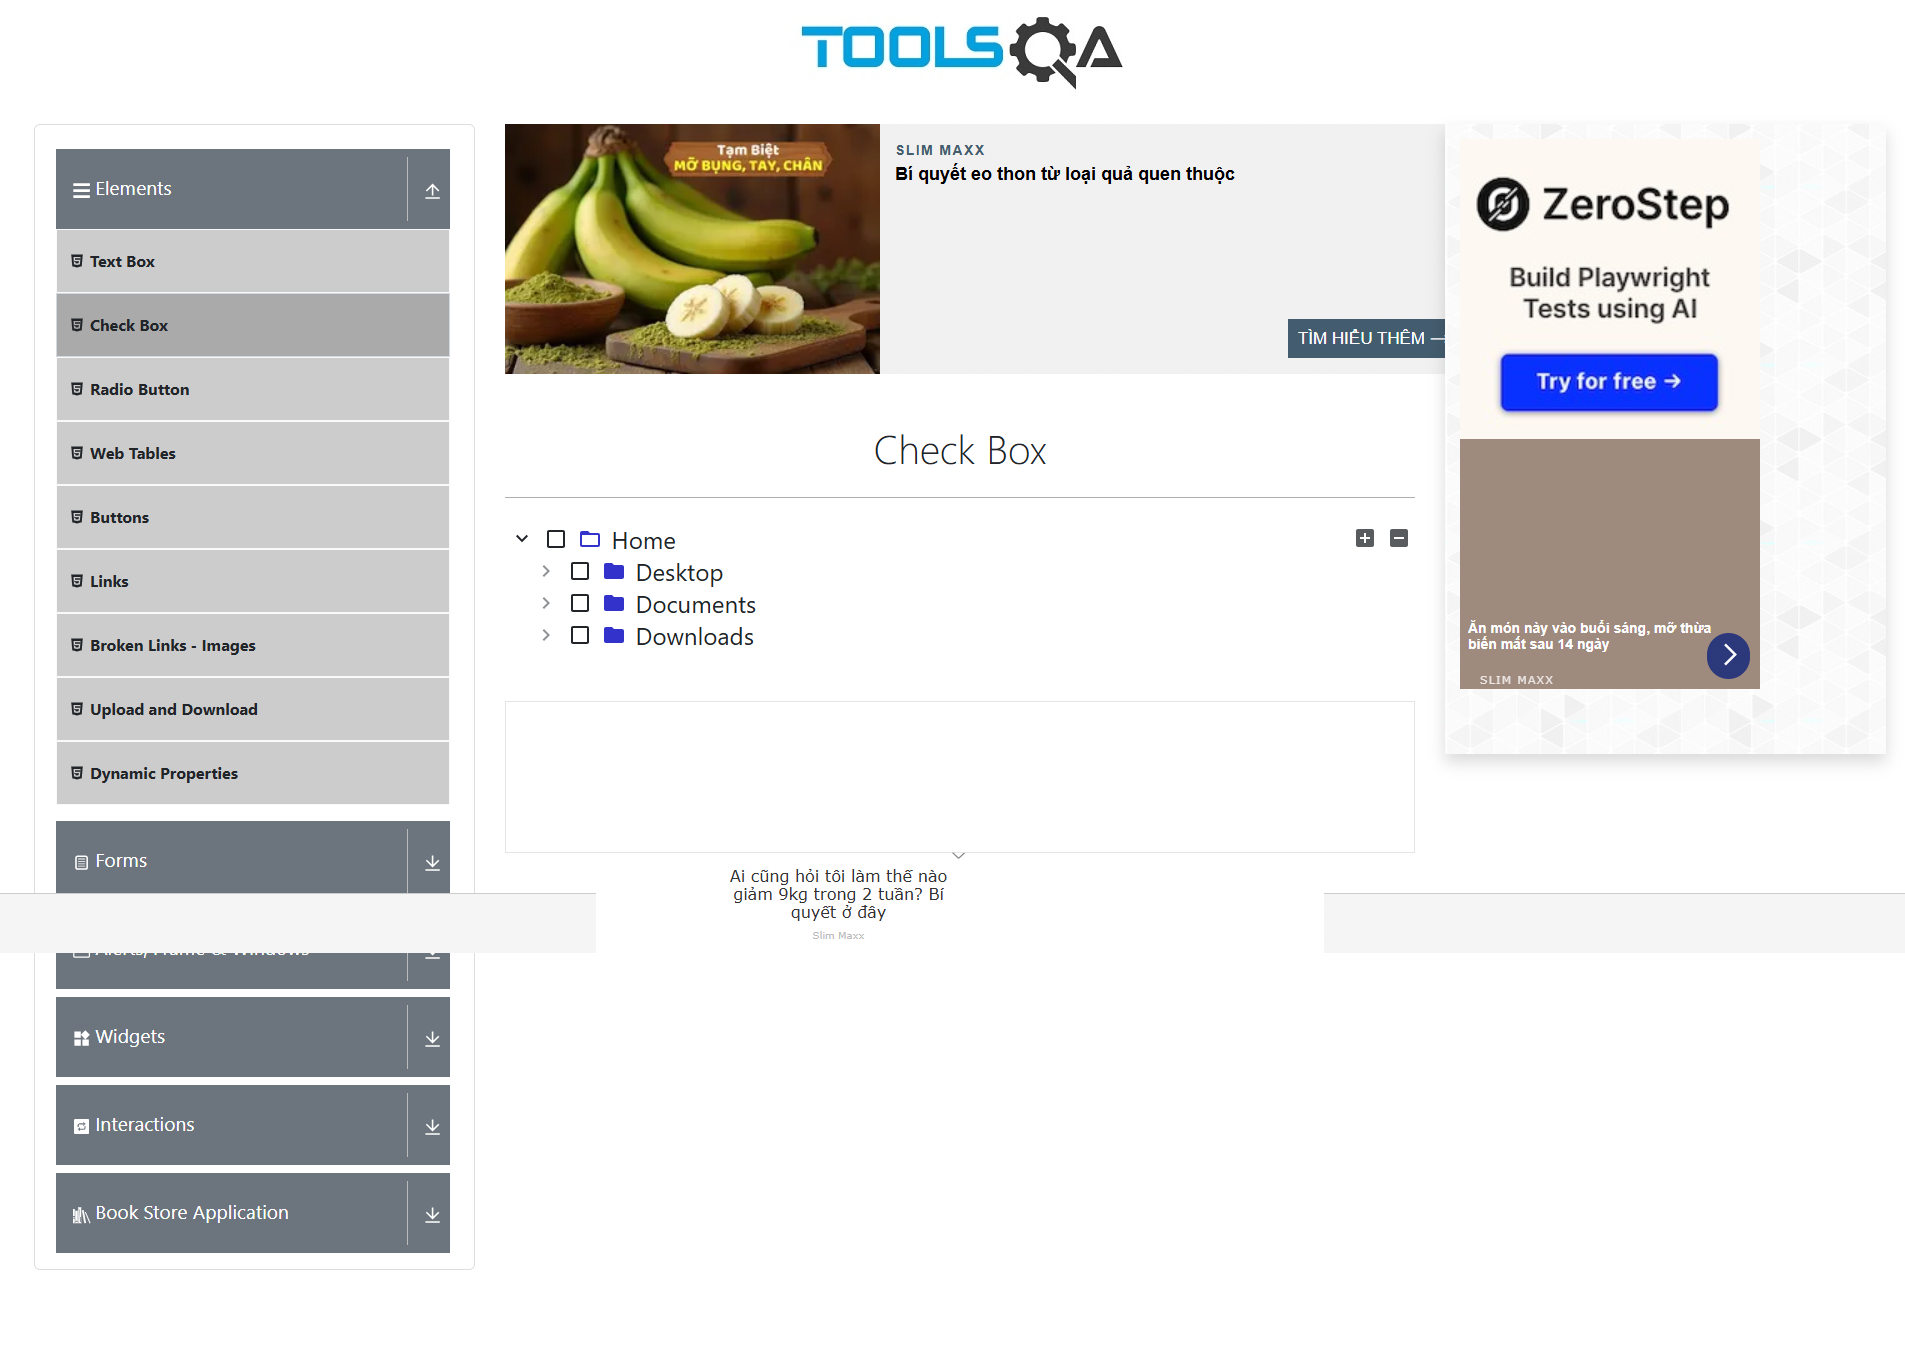 TOOLSQA
Elements
Text Box
Check Box
Radio Button
Web Tables
Buttons
Links
Broken Links - Images
Upload and Download
Dynamic Properties
Forms
Alerts, Frame & Windows
Widgets
Interactions
Book Store Application
Tạm Biệt
MỠ BỤNG, TAY, CHÂN
SLIM MAXX
Bí quyết eo thon từ loại quả quen thuộc
TÌM HIỂU THÊM
Check Box
Home
Desktop
Documents
Downloads
Ai cũng hỏi tôi làm thế nào
giảm 9kg trong 2 tuần? Bí
quyết ở đây
Slim Maxx
ZeroStep
Build Playwright
Tests using AI
Try for free →
Ăn món này vào buổi sáng, mỡ thừa
biến mất sau 14 ngày
SLIM MAXX